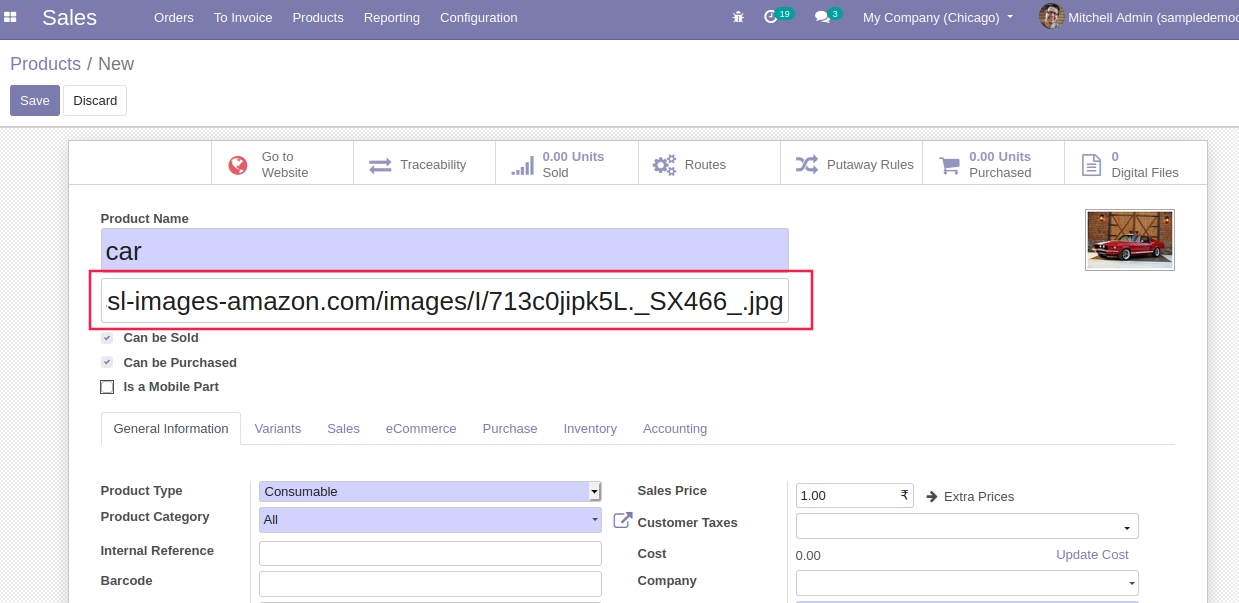 Sales Orders To Invoice Products Reporting Configuration 19 3 My Company (Chicago) Mitchell Admin (sampledemo
Products / New
Save Discard
Go to Website
Traceability
0.00 Units Sold
Routes
Putaway Rules
0.00 Units Purchased
0 Digital Files
Product Name
car
sl-images-amazon.com/images/I/713c0jipk5L._SX466_.jpg
Can be Sold
Can be Purchased
Is a Mobile Part
General Information Variants Sales eCommerce Purchase Inventory Accounting
Product Type Consumable
Product Category All
Internal Reference
Barcode
Sales Price 1.00 ₹ Extra Prices
Customer Taxes
Cost 0.00 Update Cost
Company